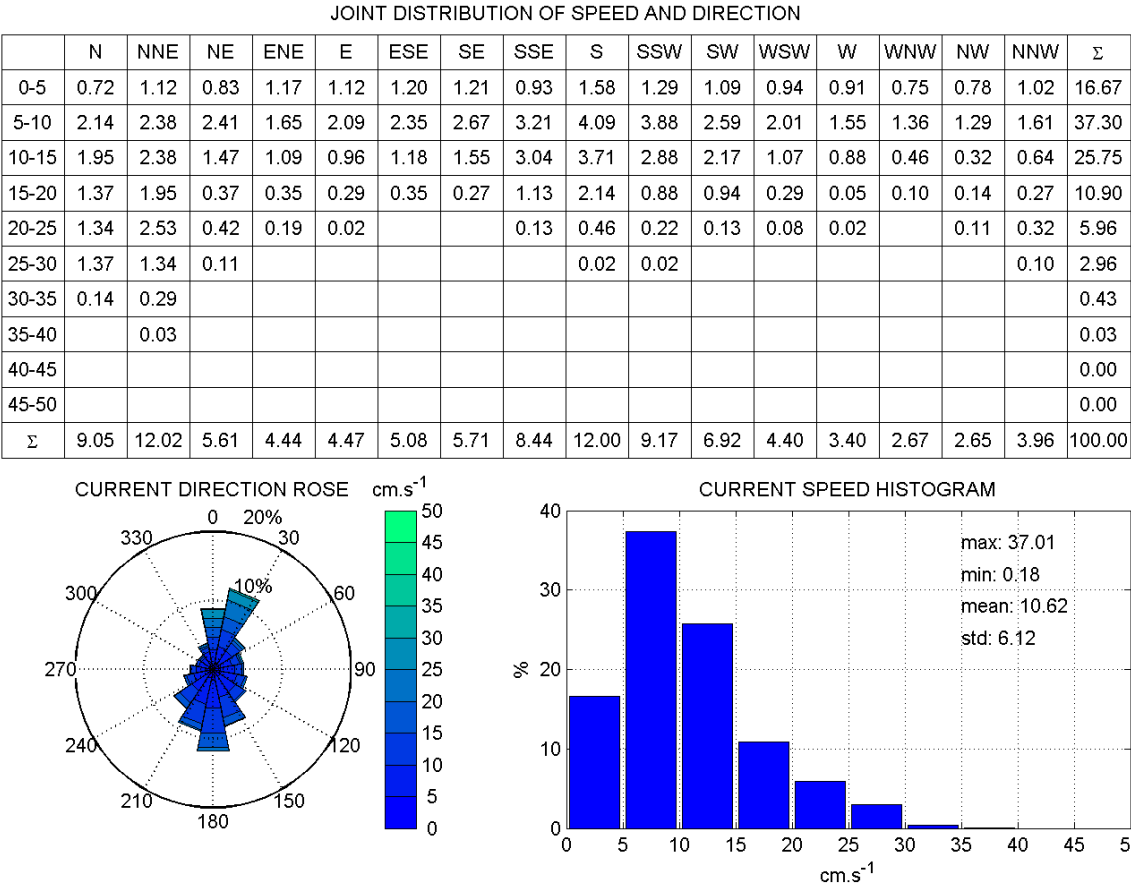 JOINT DISTRIBUTION OF SPEED AND DIRECTION
N NNE NE ENE E ESE SE SSE S SSW SW WSW W WNW NW NNW Σ
0-5 0.72 1.12 0.83 1.17 1.12 1.20 1.21 0.93 1.58 1.29 1.09 0.94 0.91 0.75 0.78 1.02 16.67
5-10 2.14 2.38 2.41 1.65 2.09 2.35 2.67 3.21 4.09 3.88 2.59 2.01 1.55 1.36 1.29 1.61 37.30
10-15 1.95 2.38 1.47 1.09 0.96 1.18 1.55 3.04 3.71 2.88 2.17 1.07 0.88 0.46 0.32 0.64 25.75
15-20 1.37 1.95 0.37 0.35 0.29 0.35 0.27 1.13 2.14 0.88 0.94 0.29 0.05 0.10 0.14 0.27 10.90
20-25 1.34 2.53 0.42 0.19 0.02 0.13 0.46 0.22 0.13 0.08 0.02 0.11 0.32 5.96
25-30 1.37 1.34 0.11 0.02 0.02 0.10 2.96
30-35 0.14 0.29 0.43
35-40 0.03 0.03
40-45 0.00
45-50 0.00
Σ 9.05 12.02 5.61 4.44 4.47 5.08 5.71 8.44 12.00 9.17 6.92 4.40 3.40 2.67 2.65 3.96 100.00
CURRENT DIRECTION ROSE cm.s⁻¹
0 20%
330 30
300 10% 60
270 90
240 120
210 150
180
50
45
40
35
30
25
20
15
10
5
0
CURRENT SPEED HISTOGRAM
40
30
20
10
0
%
max: 37.01
min: 0.18
mean: 10.62
std: 6.12
0 5 10 15 20 25 30 35 40 45 5
cm.s⁻¹